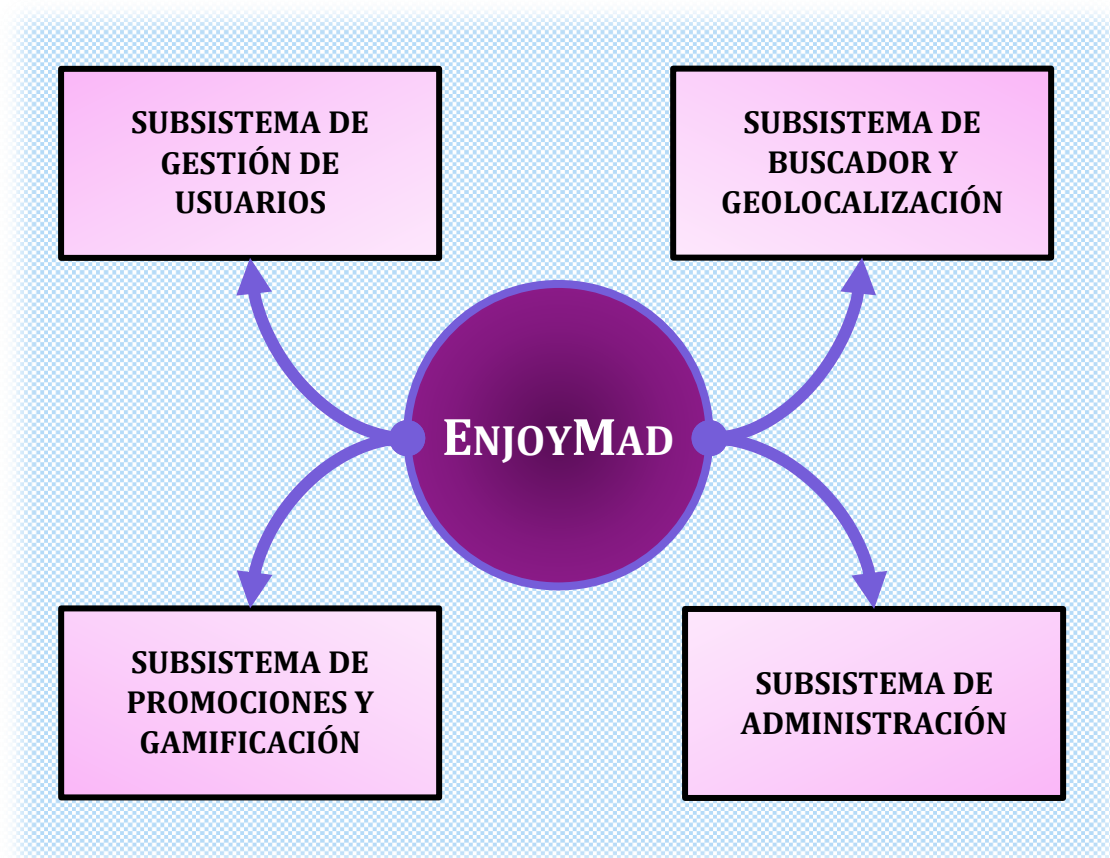 SUBSISTEMA DE
GESTIÓN DE
USUARIOS
SUBSISTEMA DE
BUSCADOR Y
GEOLOCALIZACIÓN
ENJOYMAD
SUBSISTEMA DE
PROMOCIONES Y
GAMIFICACIÓN
SUBSISTEMA DE
ADMINISTRACIÓN